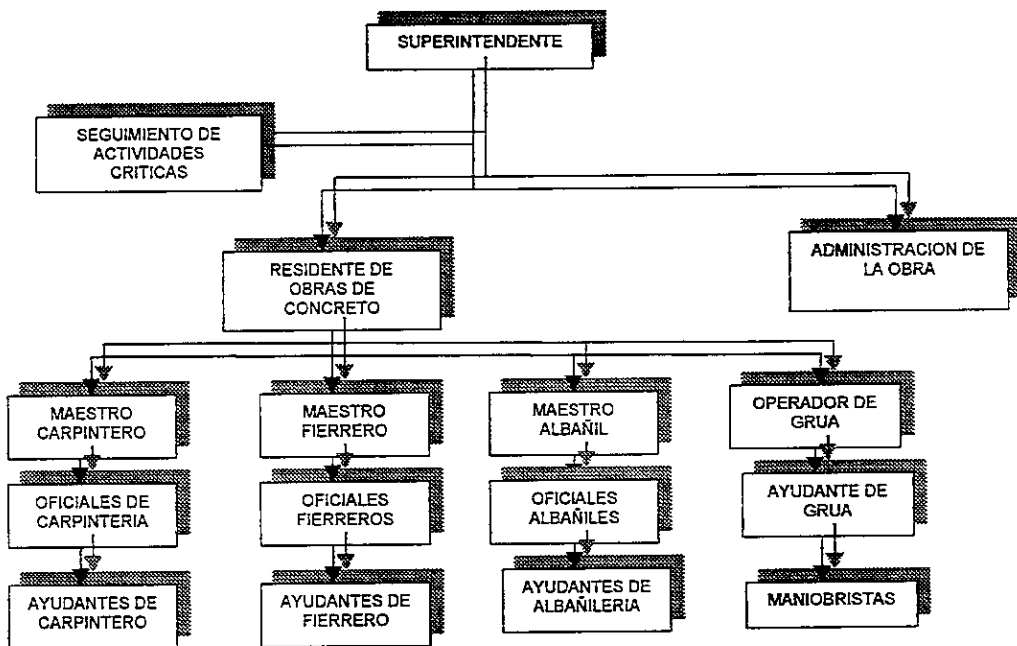 SUPERINTENDENTE
SEGUIMIENTO DE
ACTIVIDADES
CRITICAS
RESIDENTE DE
OBRAS DE
CONCRETO
ADMINISTRACION DE
LA OBRA
MAESTRO
CARPINTERO
MAESTRO
FIERRERO
MAESTRO
ALBAÑIL
OPERADOR DE
GRUA
OFICIALES DE
CARPINTERIA
OFICIALES
FIERREROS
OFICIALES
ALBAÑILES
AYUDANTE DE
GRUA
AYUDANTES DE
CARPINTERO
AYUDANTES DE
FIERRERO
AYUDANTES DE
ALBAÑILERIA
MANIOBRISTAS